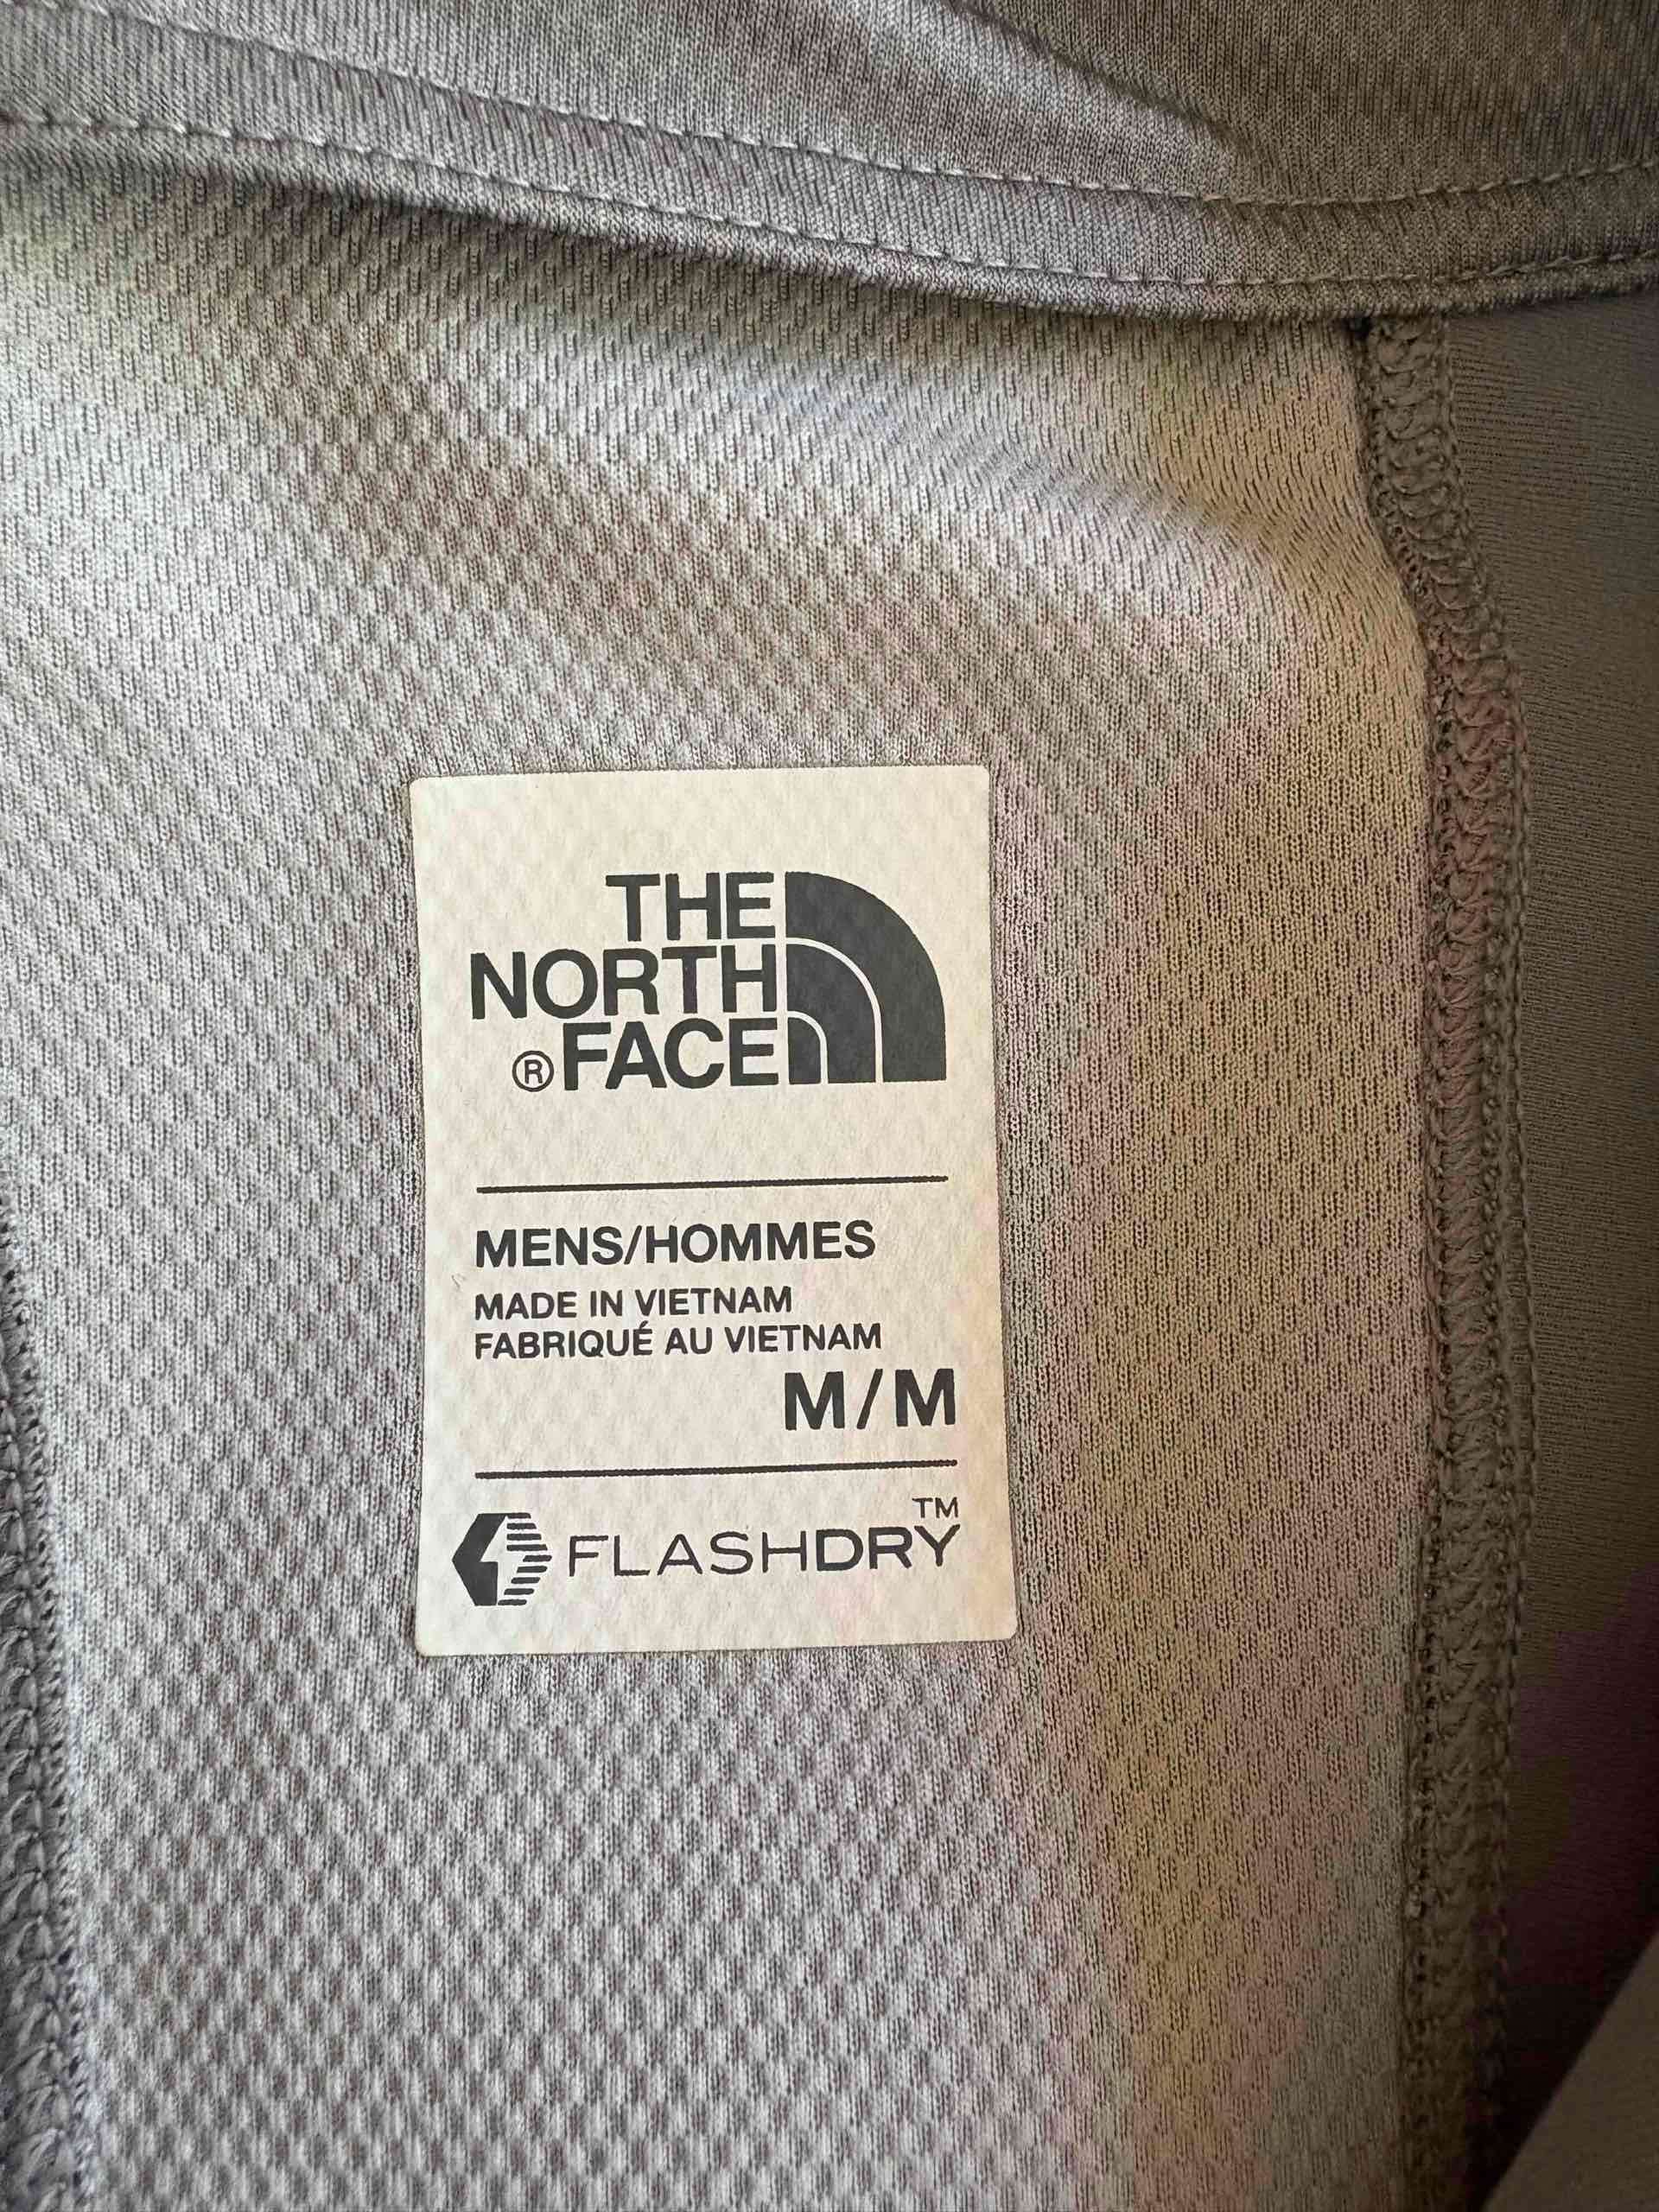 THE
NORTH
®FACE
MENS/HOMMES
MADE IN VIETNAM
FABRIQUÉ AU VIETNAM
M/M
FLASHDRY™